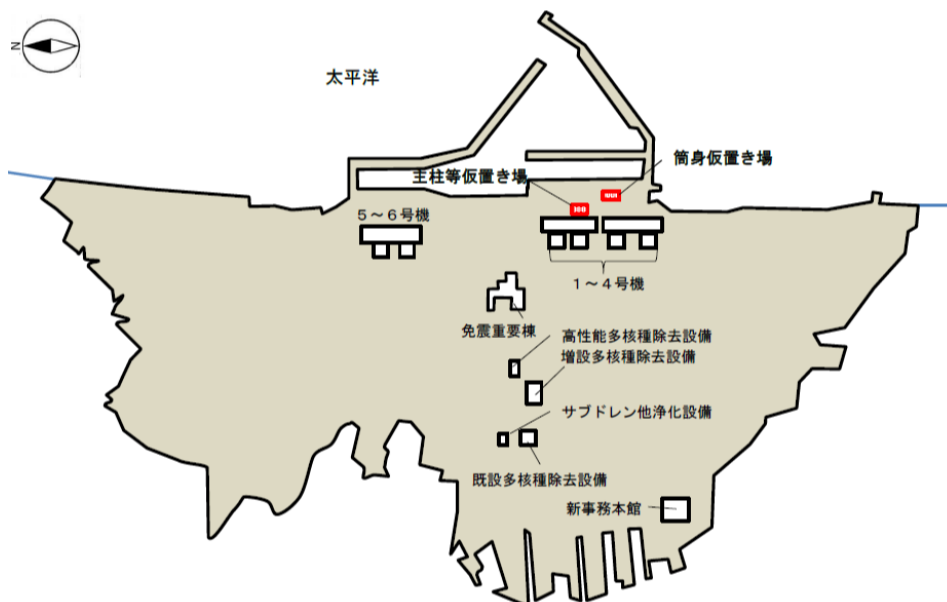 N
太平洋
筒身仮置き場
主柱等仮置き場
５～６号機
１～４号機
免震重要棟
高性能多核種除去設備
増設多核種除去設備
サブドレン他浄化設備
既設多核種除去設備
新事務本館